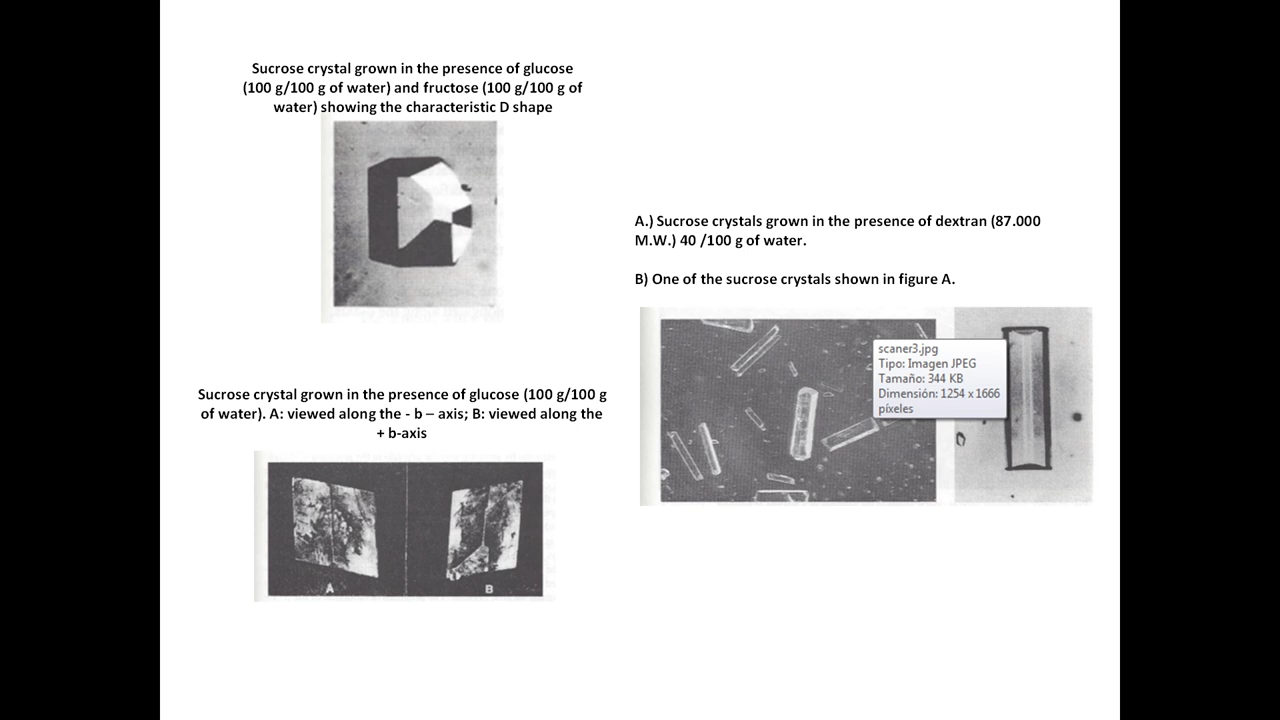 Sucrose crystal grown in the presence of glucose
(100 g/100 g of water) and fructose (100 g/100 g of
water) showing the characteristic D shape
A.) Sucrose crystals grown in the presence of dextran (87.000
M.W.) 40 /100 g of water.
B) One of the sucrose crystals shown in figure A.
scaner3.jpg
Tipo: Imagen JPEG
Tamaño: 344 KB
Dimensión: 1254 x 1666
píxeles
Sucrose crystal grown in the presence of glucose (100 g/100 g
of water). A: viewed along the - b – axis; B: viewed along the
+ b-axis
A
B